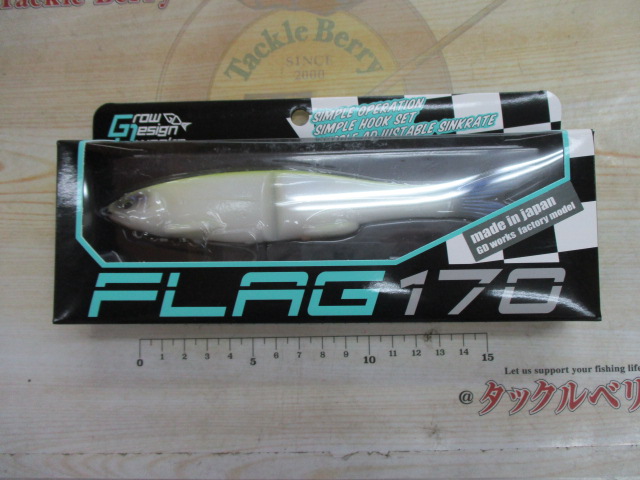 Tackle Berry
Tackle Berry
SINCE
2000
Grow
Design
SIMPLE OPERATION
SIMPLE HOOK SET
ADJUSTABLE SINKRATE
made in japan
GD works factory model
FLAG170
0 1 2 3 4 5 6 7 8 9 10 11 12 13 14 15
Let us support your fishing life
@タックルベリ